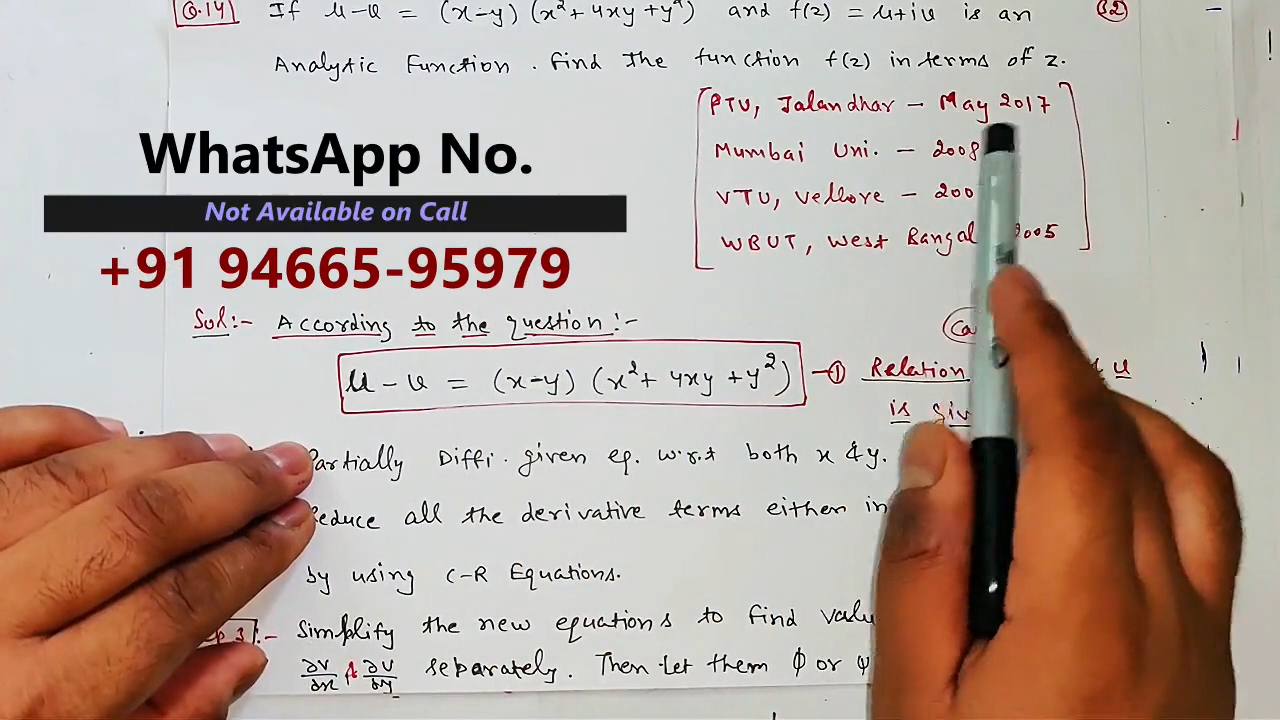 Q.14 If u-v = (x-y) (x²+4xy+y²) and f(z) = u+iv is an (32)
Analytic Function. Find the function f(z) in terms of z.
PTU, Jalandhar - May 2017
Mumbai Uni. - 2008
VTU, Vellore - 200
WBUT, West Bangal 2005
WhatsApp No.
Not Available on Call
+91 94665-95979
Sol:- According to the question:-
u-v = (x-y) (x²+4xy+y²) -① Relation u
is
Partially Diffi. given eq. w.r.t both x & y.
all the derivative terms either in
by using C-R Equations.
3:- Simplify the new equations to find
∂v/∂x & ∂v/∂y separately. Then let them φ or ψ